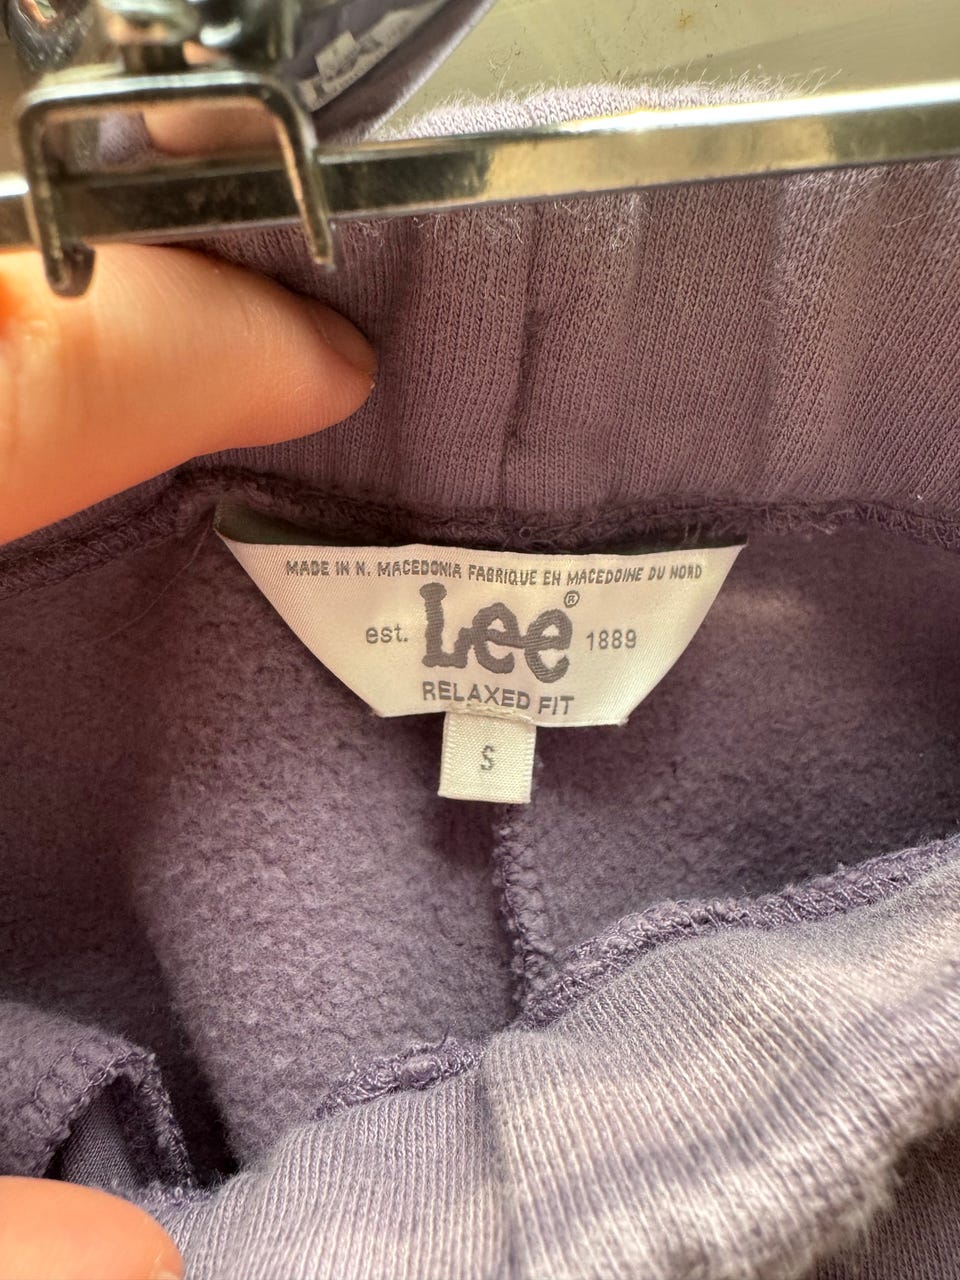 MADE IN N. MACEDONIA FABRIQUE EN MACEDOINE DU NORD
est. Lee® 1889
RELAXED FIT
S